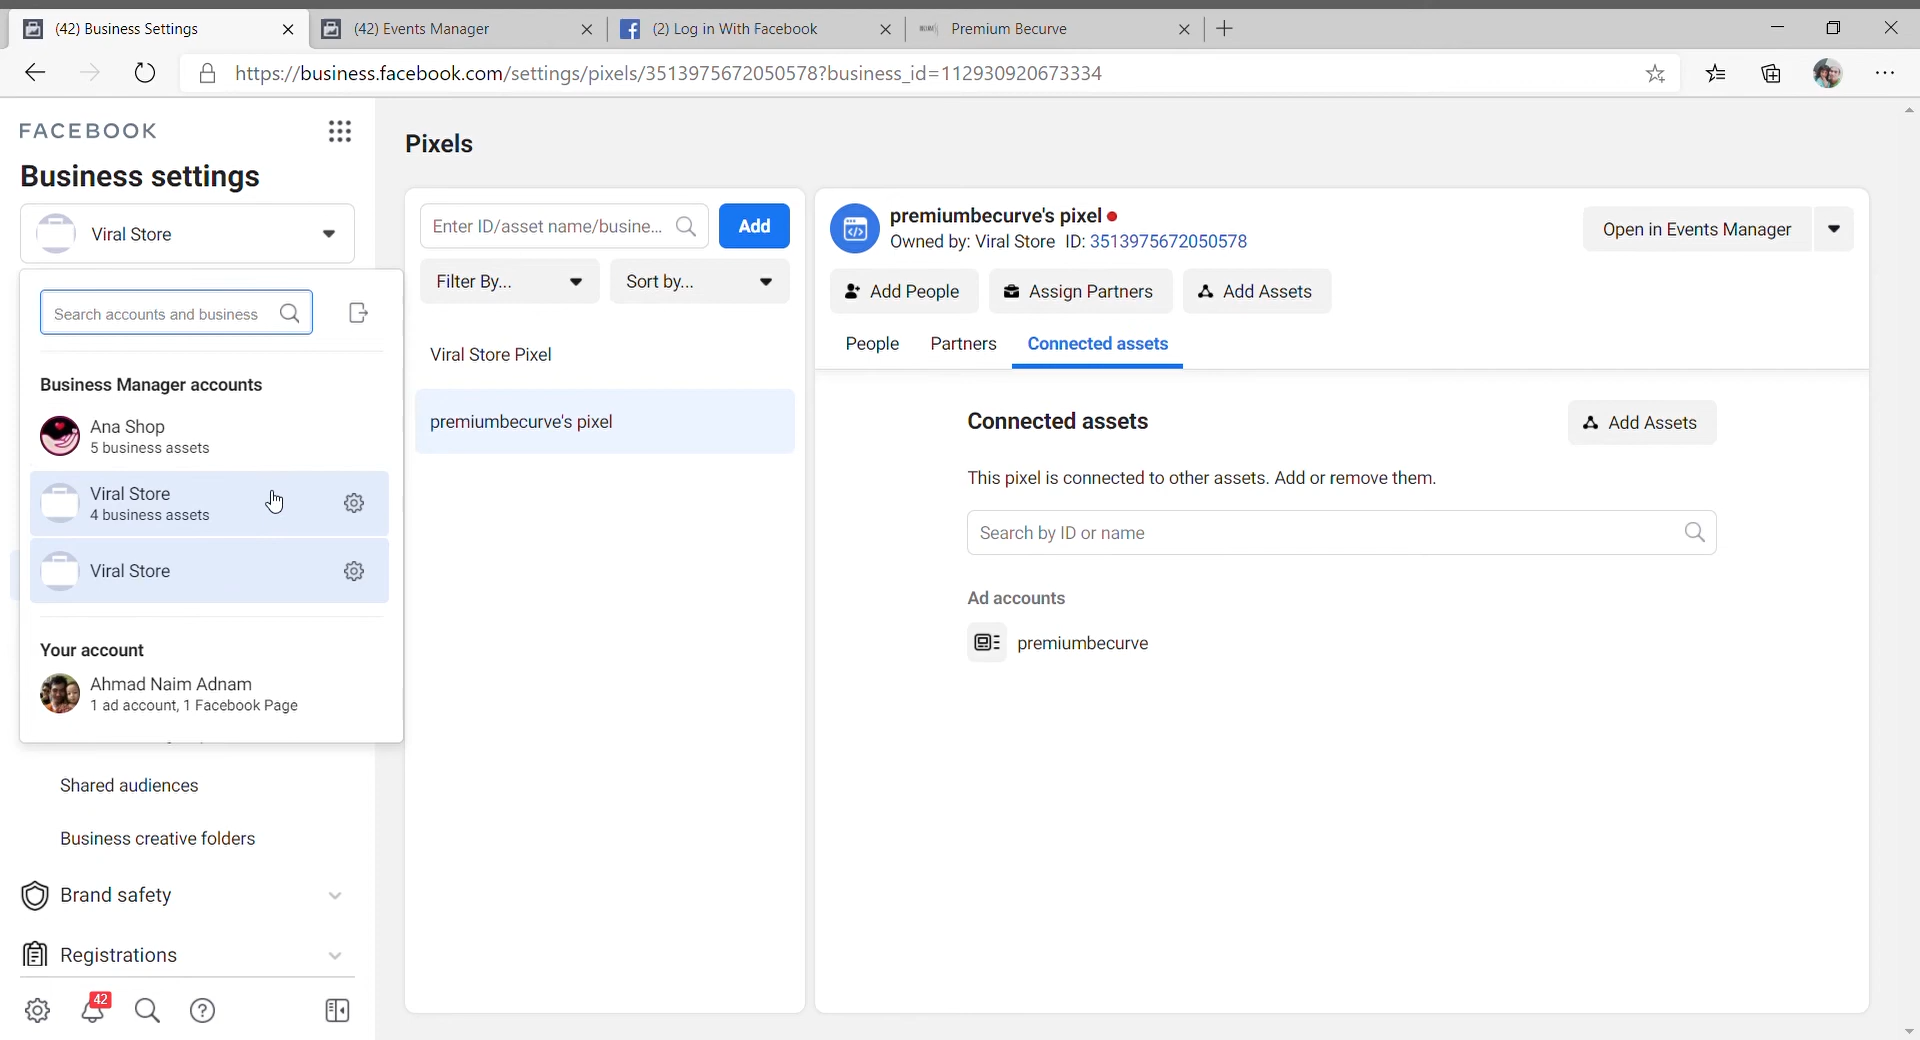 (42) Business Settings
(42) Events Manager
(2) Log in With Facebook
Premium Becurve
https://business.facebook.com/settings/pixels/3513975672050578?business_id=112930920673334
FACEBOOK
Business settings
Viral Store
Search accounts and business
Business Manager accounts
Ana Shop
5 business assets
Viral Store
4 business assets
Viral Store
Your account
Ahmad Naim Adnam
1 ad account, 1 Facebook Page
Shared audiences
Business creative folders
Brand safety
Registrations
42
Pixels
Enter ID/asset name/busine...
Add
Filter By...
Sort by...
Viral Store Pixel
premiumbecurve's pixel
premiumbecurve's pixel
Owned by: Viral Store ID: 3513975672050578
Open in Events Manager
Add People
Assign Partners
Add Assets
People
Partners
Connected assets
Connected assets
Add Assets
This pixel is connected to other assets. Add or remove them.
Search by ID or name
Ad accounts
premiumbecurve